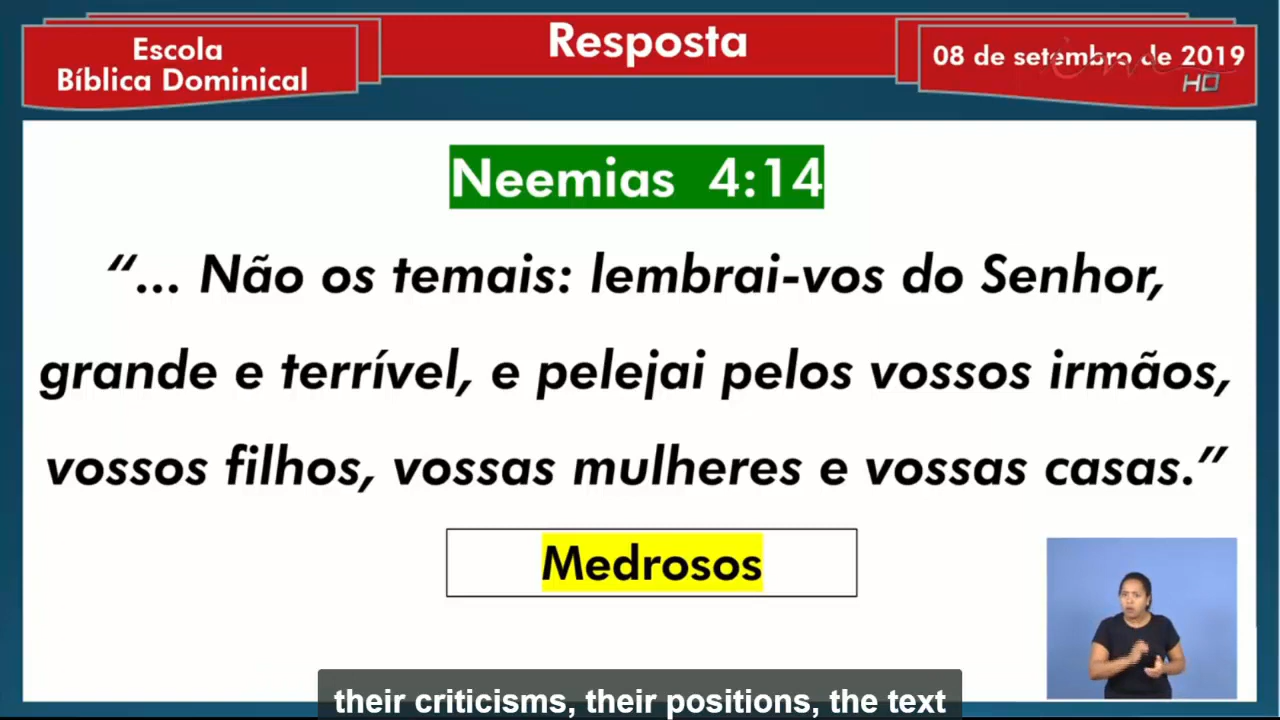 Escola
Bíblica Dominical
Resposta
08 de setembro de 2019
HD
Neemias 4:14
“... Não os temais: lembrai-vos do Senhor,
grande e terrível, e pelejai pelos vossos irmãos,
vossos filhos, vossas mulheres e vossas casas.”
Medrosos
their criticisms, their positions, the text